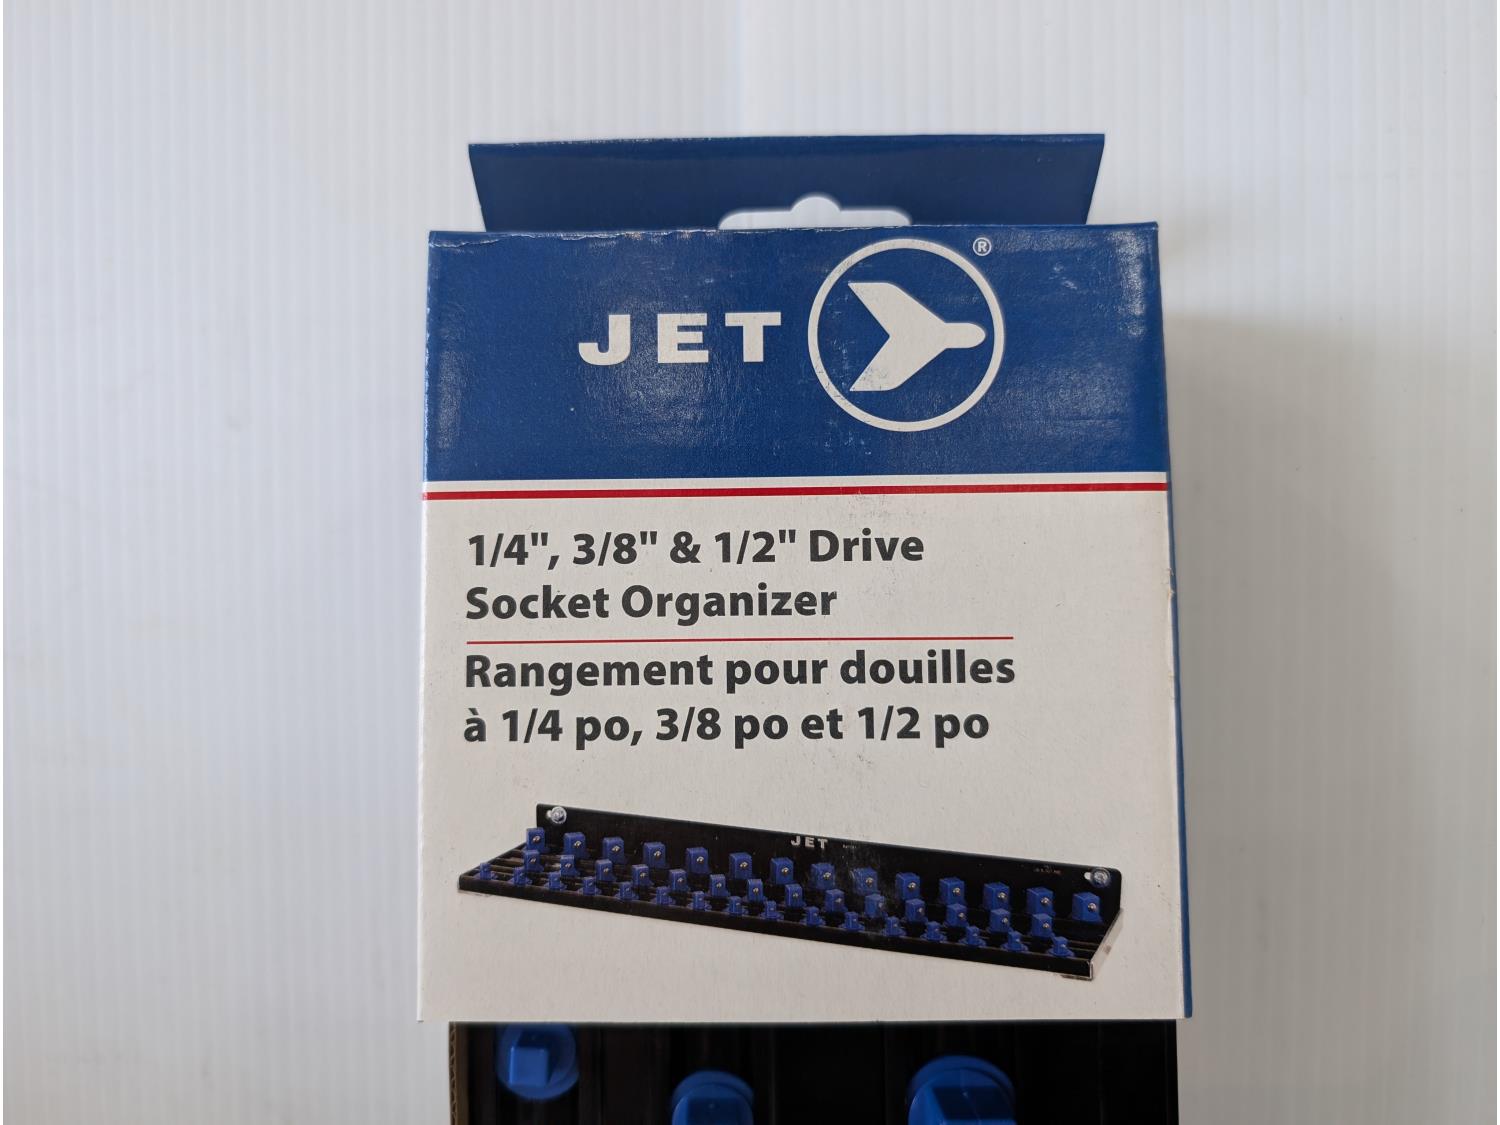 JET ®
1/4", 3/8" & 1/2" Drive
Socket Organizer
Rangement pour douilles
à 1/4 po, 3/8 po et 1/2 po
JET